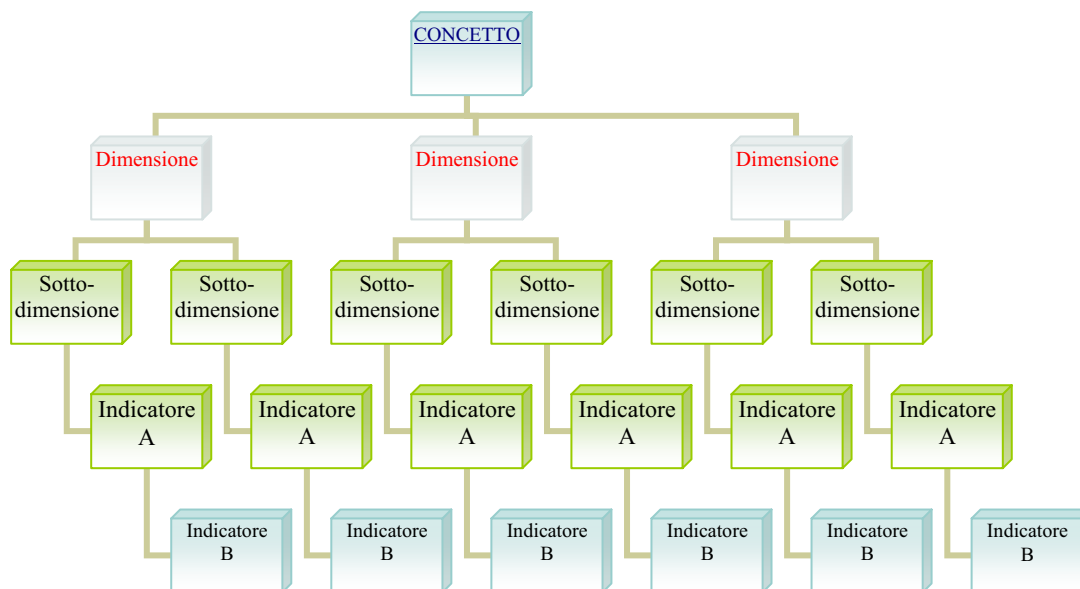 CONCETTO
Dimensione
Dimensione
Dimensione
Sotto-
dimensione
Sotto-
dimensione
Sotto-
dimensione
Sotto-
dimensione
Sotto-
dimensione
Sotto-
dimensione
Indicatore
A
Indicatore
A
Indicatore
A
Indicatore
A
Indicatore
A
Indicatore
A
Indicatore
B
Indicatore
B
Indicatore
B
Indicatore
B
Indicatore
B
Indicatore
B